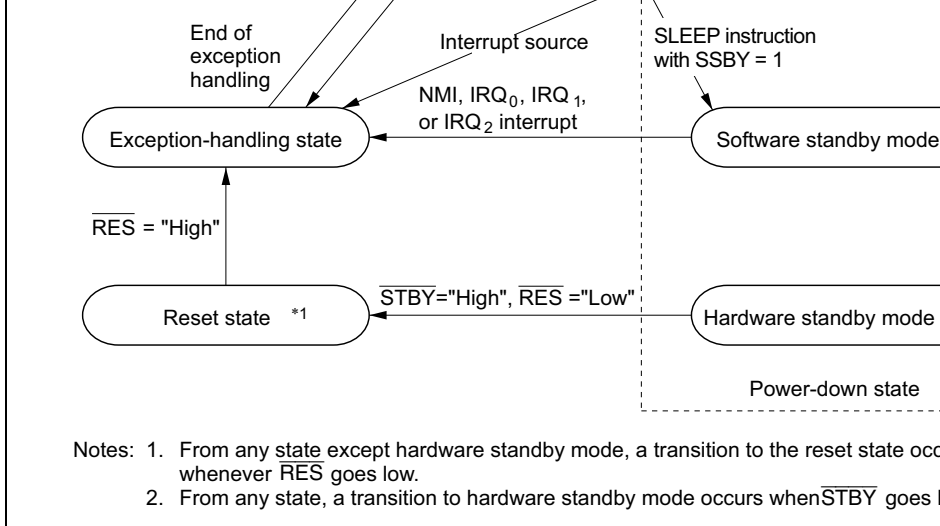 End of
exception
handling
Interrupt source
SLEEP instruction
with SSBY = 1
NMI, IRQ0, IRQ1,
or IRQ2 interrupt
Exception-handling state
Software standby mode
RES = "High"
STBY="High", RES ="Low"
Reset state *1
Hardware standby mode
Power-down state
Notes: 1. From any state except hardware standby mode, a transition to the reset state
whenever RES goes low.
2. From any state, a transition to hardware standby mode occurs when STBY goes